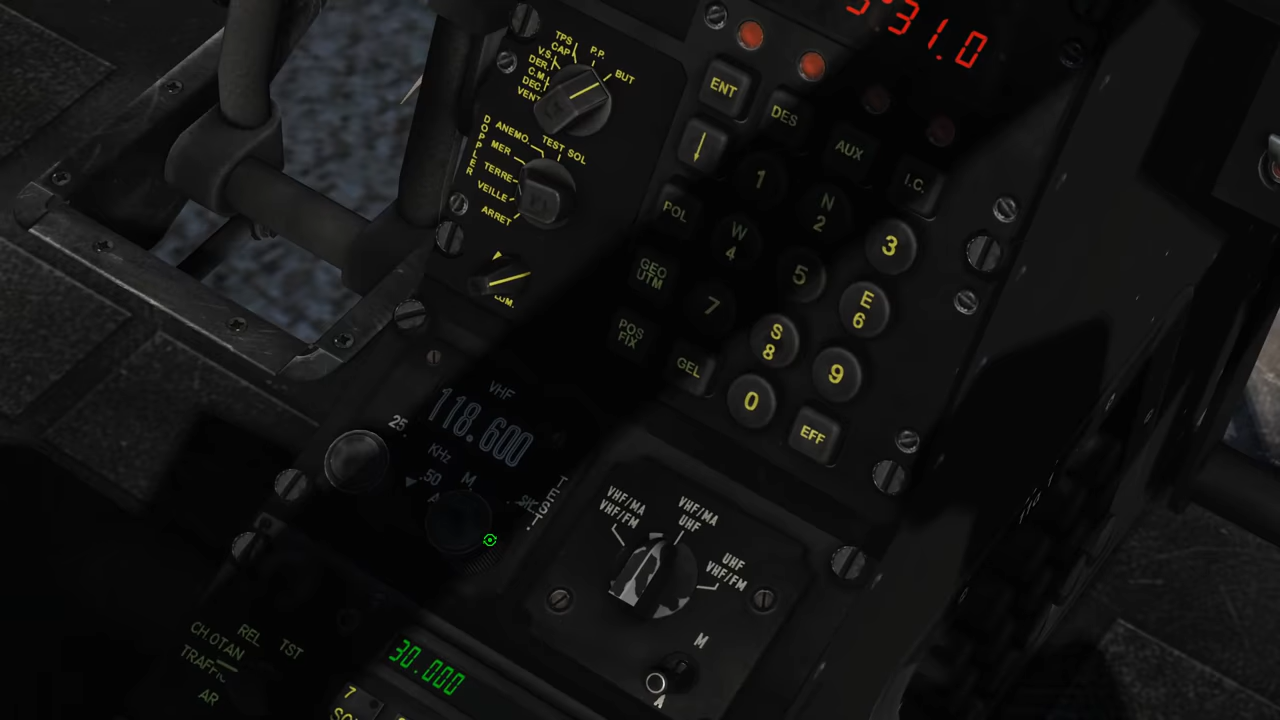 5°31.0
TPS
CAP
P.P.
V.S.
BUT
DER.
C.M.
DEC.
VENT
DOPPLER
ANEMO.
TEST SOL
MER
TERRE
VEILLE
ARRET
ENT
DES
AUX
I.C.
↓
1
N
2
3
POL
W
4
5
E
6
GEO
UTM
7
S
8
9
POS
FIX
GEL
0
EFF
VHF
118.600
25
KHz
.50
M
TEST
VHF/MA
VHF/FM
VHF/MA
UHF
UHF
VHF/FM
M
A
REL
CH.OTAN
TST
AR
30.000
7